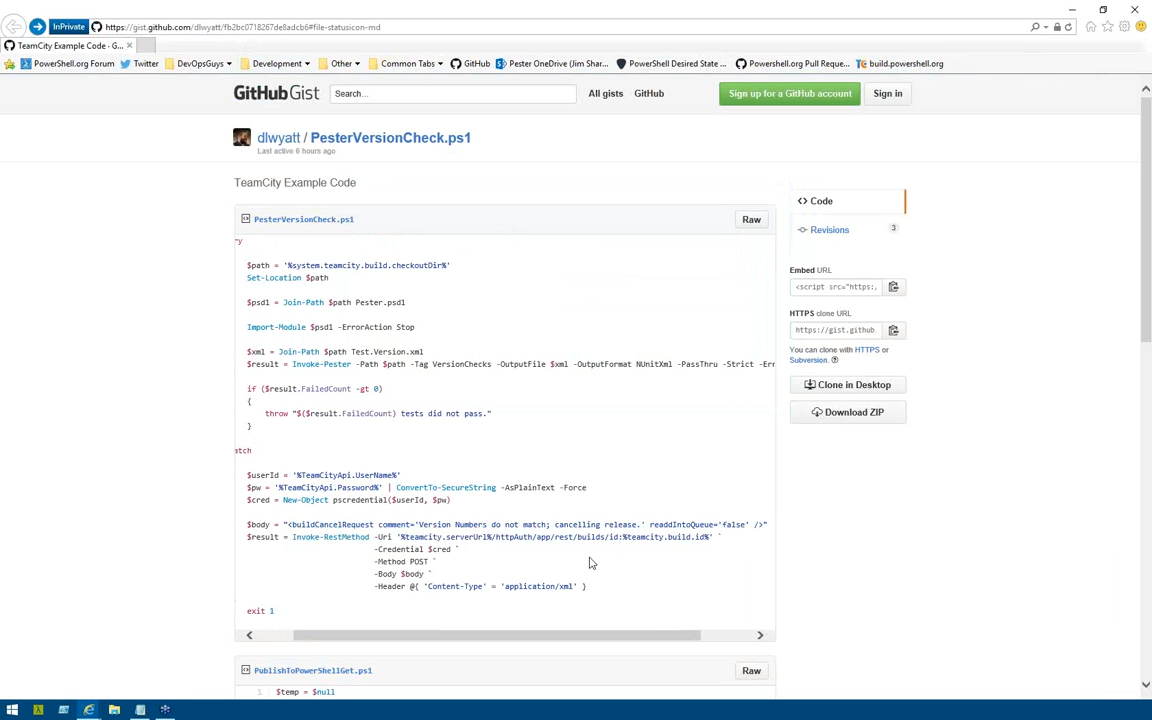 InPrivate https://gist.github.com/dlwyatt/fb2bc0718267de8adcb6#file-statusicon-md
TeamCity Example Code - G...
PowerShell.org Forum Twitter DevOpsGuys Development Other Common Tabs GitHub Pester OneDrive (Jim Shar... PowerShell Desired State ... Powershell.org Pull Reque... build.powershell.org
GitHub Gist Search... All gists GitHub Sign up for a GitHub account Sign in
dlwyatt / PesterVersionCheck.ps1
Last active 6 hours ago
TeamCity Example Code
PesterVersionCheck.ps1 Raw
ry
$path = '%system.teamcity.build.checkoutDir%'
Set-Location $path
$psd1 = Join-Path $path Pester.psd1
Import-Module $psd1 -ErrorAction Stop
$xml = Join-Path $path Test.Version.xml
$result = Invoke-Pester -Path $path -Tag VersionChecks -OutputFile $xml -OutputFormat NUnitXml -PassThru -Strict -Err
if ($result.FailedCount -gt 0)
{
throw "$($result.FailedCount) tests did not pass."
}
atch
$userId = '%TeamCityApi.UserName%'
$pw = '%TeamCityApi.Password%' | ConvertTo-SecureString -AsPlainText -Force
$cred = New-Object pscredential($userId, $pw)
$body = "<buildCancelRequest comment='Version Numbers do not match; cancelling release.' readdIntoQueue='false' />"
$result = Invoke-RestMethod -Uri '%teamcity.serverUrl%/httpAuth/app/rest/builds/id:%teamcity.build.id%' `
-Credential $cred `
-Method POST `
-Body $body `
-Header @{ 'Content-Type' = 'application/xml' }
exit 1
PublishToPowerShellGet.ps1 Raw
1 $temp = $null
Code
Revisions 3
Embed URL
<script src="https:,
HTTPS clone URL
https://gist.github.
You can clone with HTTPS or
Subversion.
Clone in Desktop
Download ZIP